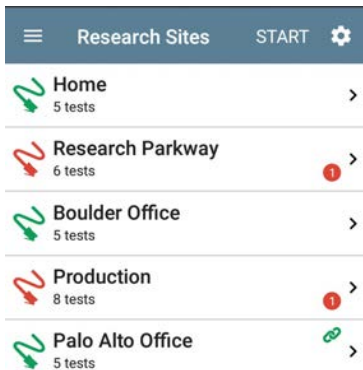 Research Sites START
Home
5 tests
Research Parkway
6 tests
1
Boulder Office
5 tests
Production
8 tests
1
Palo Alto Office
5 tests